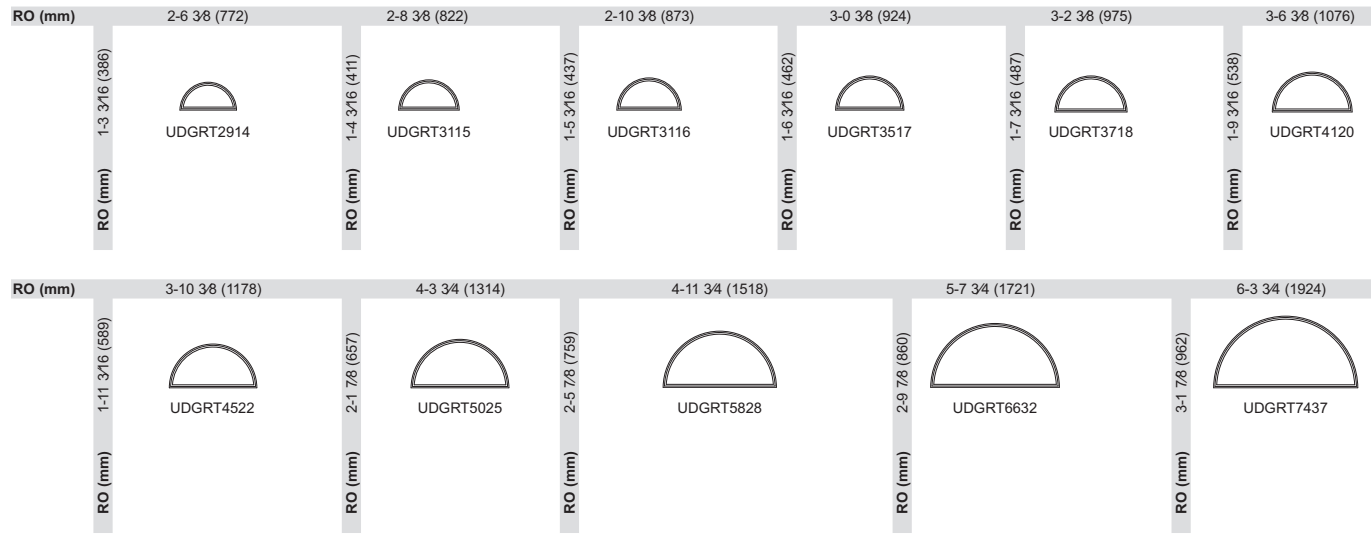 RO (mm) 2-6 3⁄8 (772) 2-8 3⁄8 (822) 2-10 3⁄8 (873) 3-0 3⁄8 (924) 3-2 3⁄8 (975) 3-6 3⁄8 (1076)
RO (mm) 1-3 3⁄16 (386)
UDGRT2914
RO (mm) 1-4 3⁄16 (411)
UDGRT3115
RO (mm) 1-5 3⁄16 (437)
UDGRT3116
RO (mm) 1-6 3⁄16 (462)
UDGRT3517
RO (mm) 1-7 3⁄16 (487)
UDGRT3718
RO (mm) 1-9 3⁄16 (538)
UDGRT4120
RO (mm) 3-10 3⁄8 (1178) 4-3 3⁄4 (1314) 4-11 3⁄4 (1518) 5-7 3⁄4 (1721) 6-3 3⁄4 (1924)
RO (mm) 1-11 3⁄16 (589)
UDGRT4522
RO (mm) 2-1 7⁄8 (657)
UDGRT5025
RO (mm) 2-5 7⁄8 (759)
UDGRT5828
RO (mm) 2-9 7⁄8 (860)
UDGRT6632
RO (mm) 3-1 7⁄8 (962)
UDGRT7437